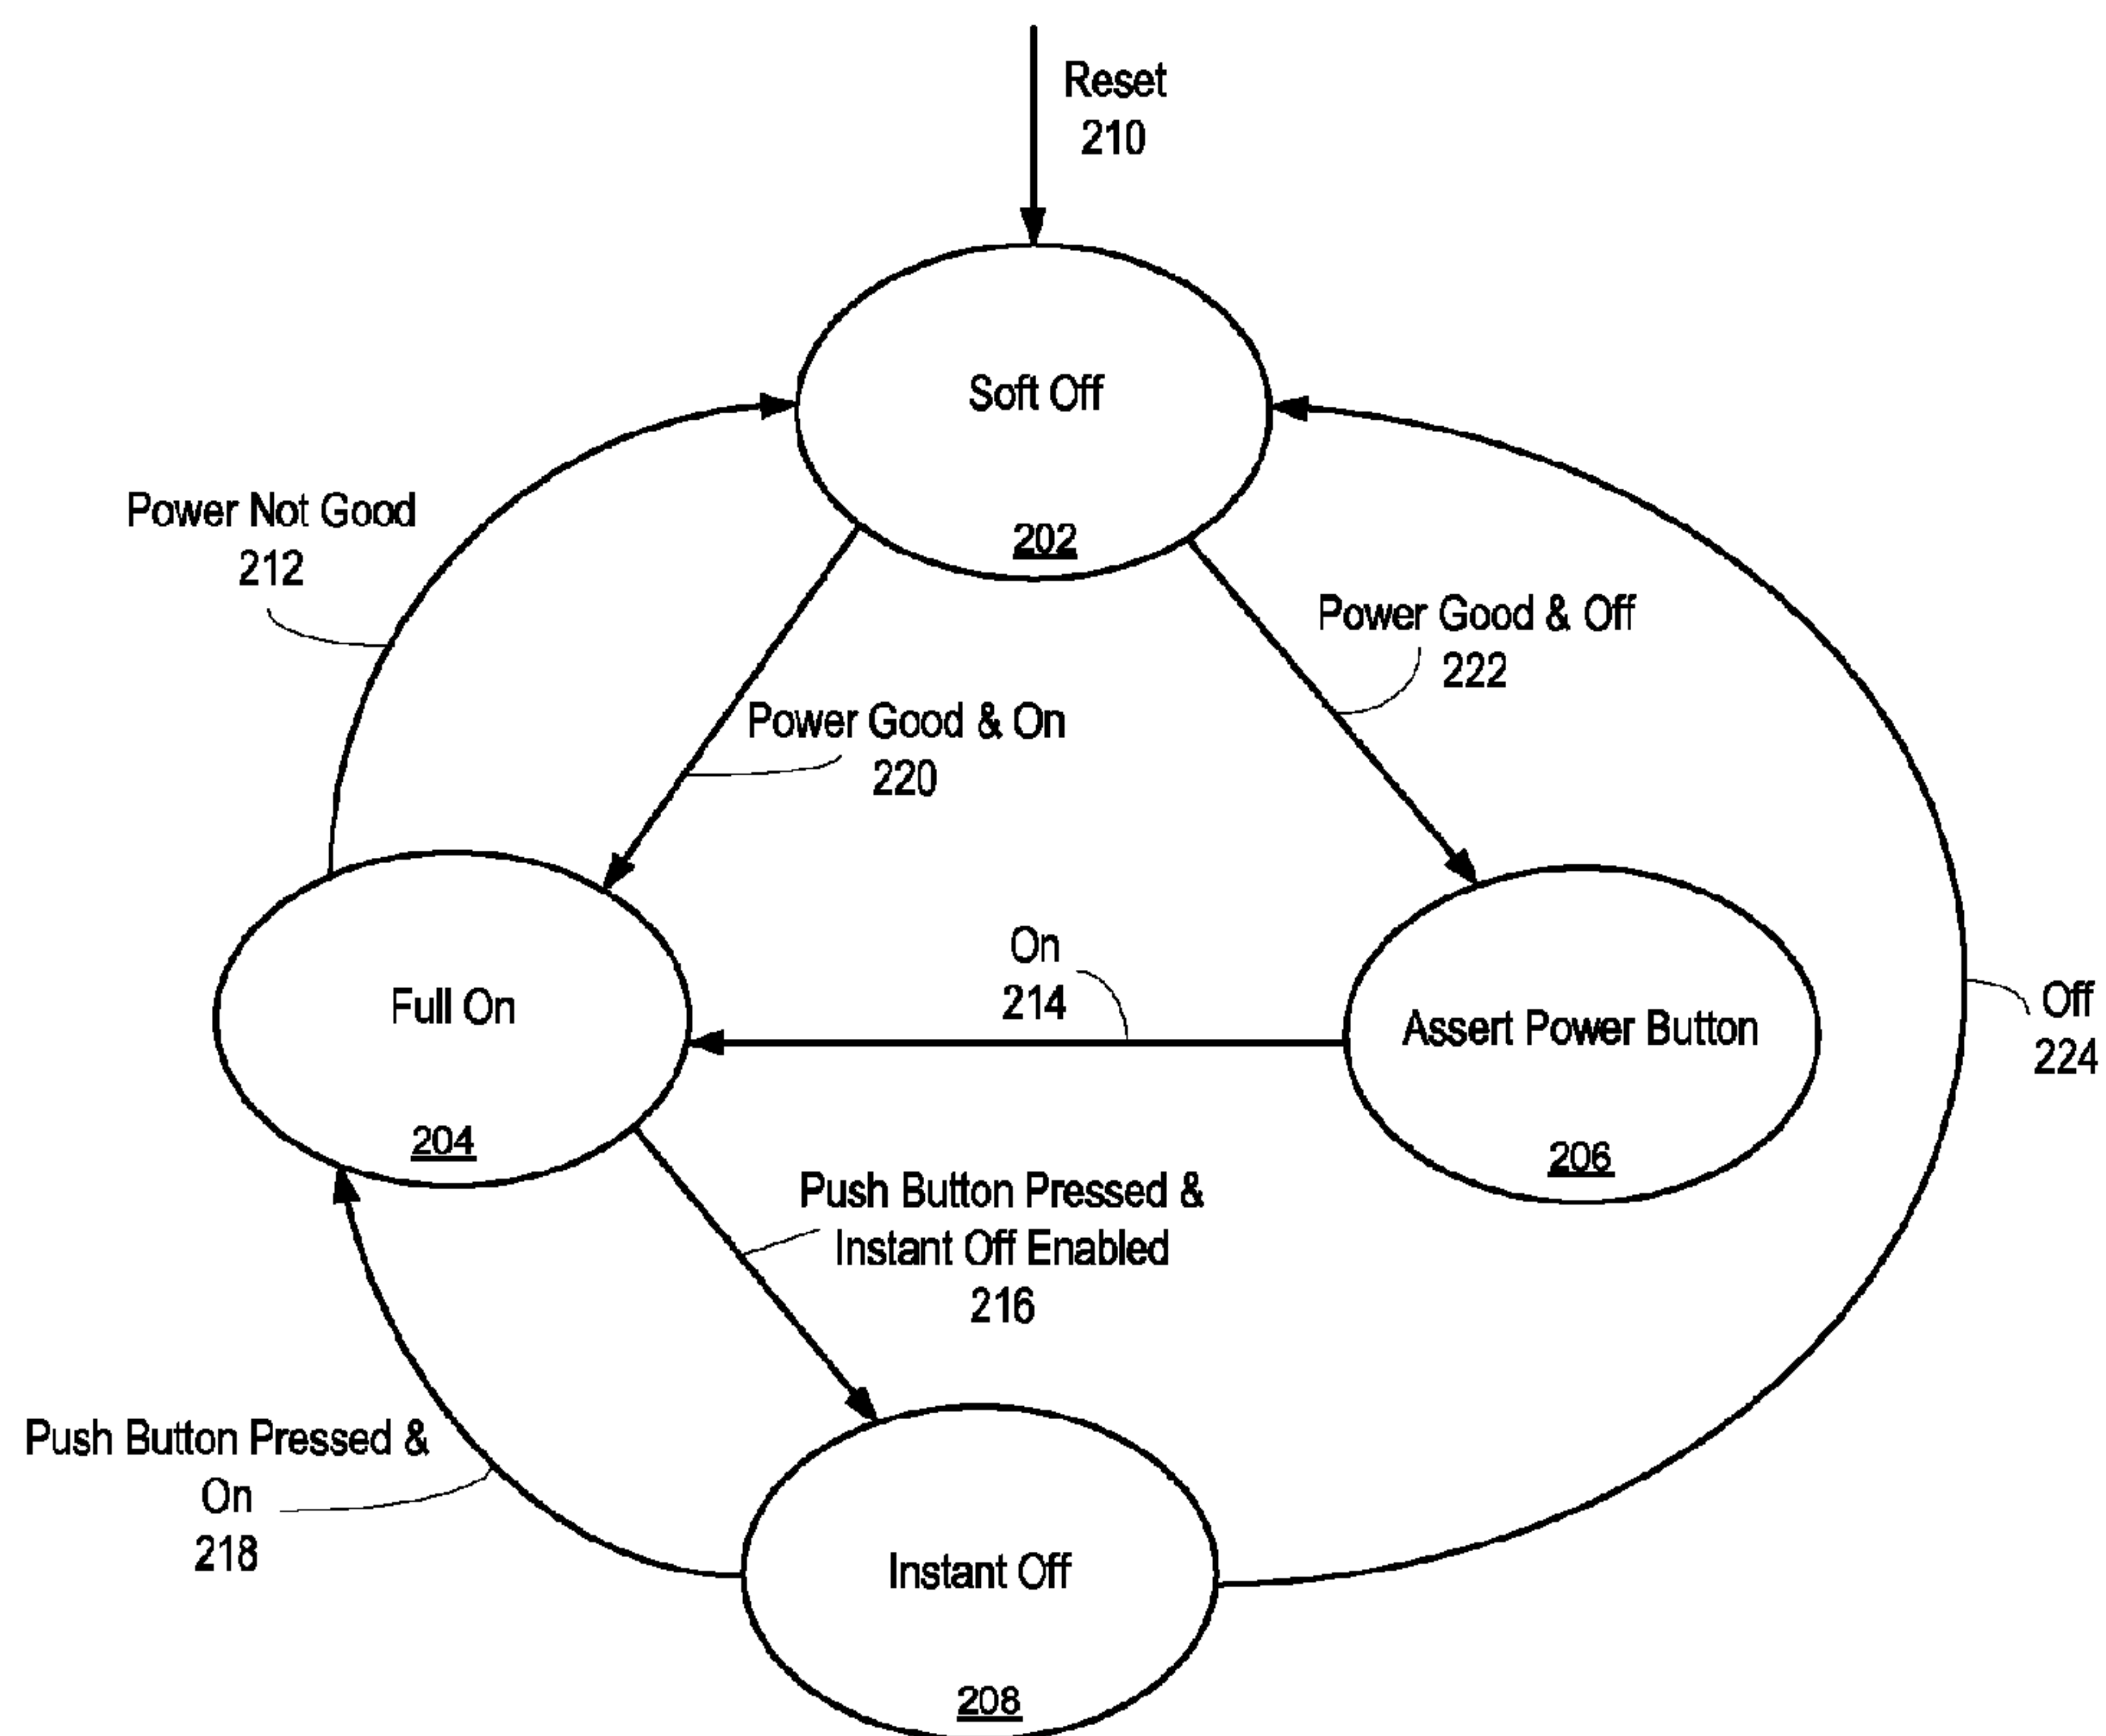 Reset
210
Soft Off
202
Power Not Good
212
Power Good & Off
222
Power Good & On
220
On
214
Full On
204
Assert Power Button
206
Off
224
Push Button Pressed &
Instant Off Enabled
216
Push Button Pressed &
On
218
Instant Off
208